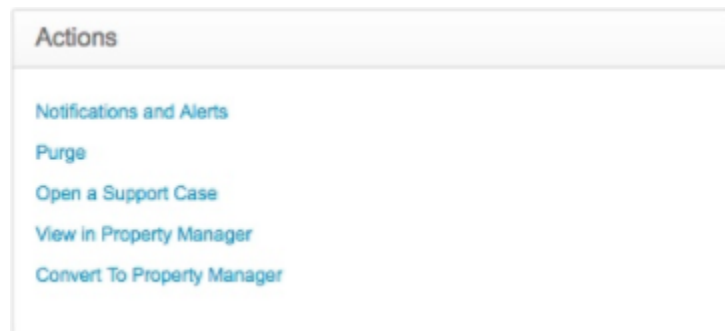 Actions
Notifications and Alerts
Purge
Open a Support Case
View in Property Manager
Convert To Property Manager